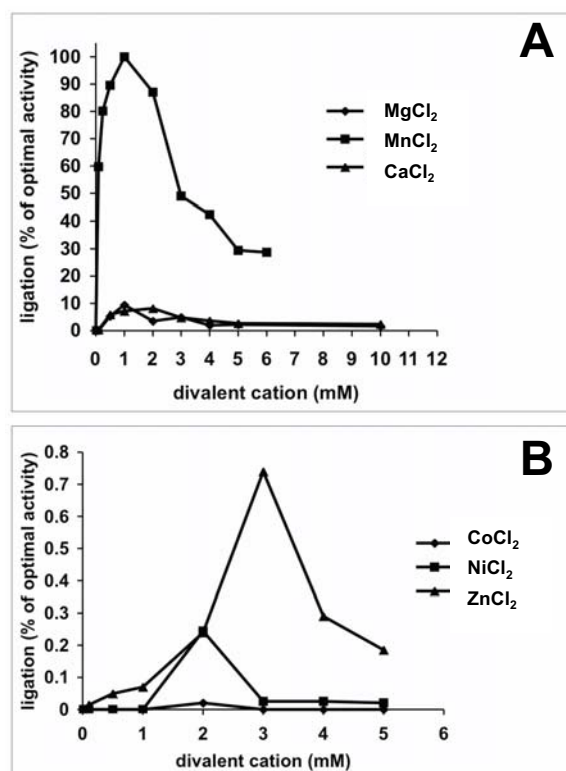 A
100
90
80
70
60
50
40
30
20
10
0
ligation (% of optimal activity)
MgCl₂
MnCl₂
CaCl₂
0 1 2 3 4 5 6 7 8 9 10 11 12
divalent cation (mM)
B
0.8
0.7
0.6
0.5
0.4
0.3
0.2
0.1
0
ligation (% of optimal activity)
CoCl₂
NiCl₂
ZnCl₂
0 1 2 3 4 5 6
divalent cation (mM)